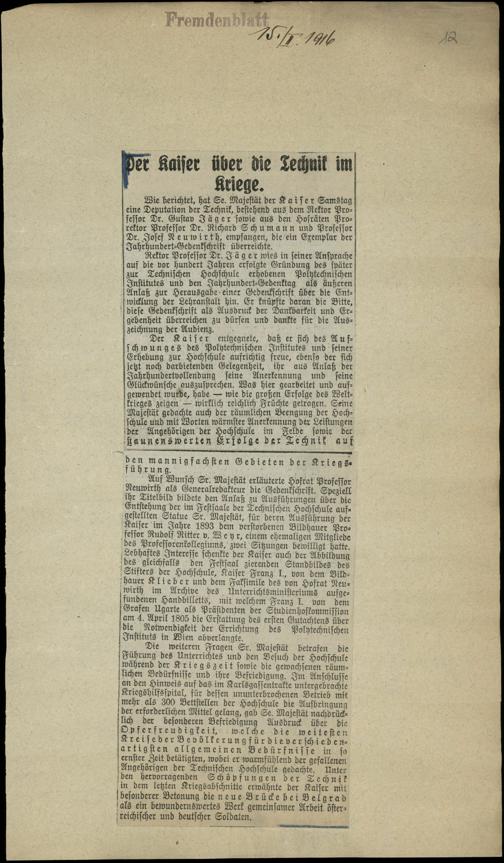 Fremdenblatt
15./I. 1916
12
Der Kaiser über die Technik im
Kriege.
Wie berichtet, hat Se. Majestät der Kaiser Samstag
eine Deputation der Technik, bestehend aus dem Rektor Pro-
fessor Dr. Gustav Jäger sowie aus den Hofräten Pro-
rektor Professor Dr. Richard Schumann und Professor
Dr. Josef Neuwirth, empfangen, die ein Exemplar der
Jahrhundert-Gedenkschrift überreichte.
Rektor Professor Dr. Jäger wies in seiner Ansprache
auf die vor hundert Jahren erfolgte Gründung des später
zur Technischen Hochschule erhobenen Polytechnischen
Institutes und den Jahrhundert-Gedenktag als äußeren
Anlaß zur Herausgabe einer Gedenkschrift über die Ent-
wicklung der Lehranstalt hin. Er knüpfte daran die Bitte,
diese Gedenkschrift als Ausdruck der Dankbarkeit und Er-
gebenheit überreichen zu dürfen und dankte für die Aus-
zeichnung der Audienz.
Der Kaiser entgegnete, daß er sich des Auf-
schwunges des Polytechnischen Institutes und seiner
Erhebung zur Hochschule aufrichtig freue, ebenso der sich
jetzt noch darbietenden Gelegenheit, ihr aus Anlaß der
Jahrhundertvollendung seine Anerkennung und seine
Glückwünsche auszusprechen. Was hier gearbeitet und auf-
gewendet wurde, habe — wie die großen Erfolge des Welt-
krieges zeigen — wirklich reichlich Früchte getragen. Seine
Majestät gedachte auch der räumlichen Beengung der Hoch-
schule und mit Worten wärmster Anerkennung der Leistungen
der Angehörigen der Hochschule im Felde sowie der
staunenswerten Erfolge der Technik auf
den mannigfachsten Gebieten der Kriegs-
führung.
Auf Wunsch Sr. Majestät erläuterte Hofrat Professor
Neuwirth als Generalredakteur die Gedenkschrift. Speziell
ihr Titelbild bildete den Anlaß zu Ausführungen über die
Entstehung der im Festsaale der Technischen Hochschule auf-
gestellten Statue Sr. Majestät, für deren Ausführung der
Kaiser im Jahre 1893 dem verstorbenen Bildhauer Pro-
fessor Rudolf Ritter v. Weyr, einem ehemaligen Mitgliede
des Professorenkollegiums, zwei Sitzungen bewilligt hatte.
Lebhaftes Interesse schenkte der Kaiser auch der Abbildung
des gleichfalls den Festsaal zierenden Standbildes des
Stifters der Hochschule, Kaiser Franz I., von dem Bild-
hauer Klieber und dem Faksimile des von Hofrat Neu-
wirth im Archive des Unterrichtsministeriums aufge-
fundenen Handbilletts, mit welchem Franz I. von dem
Grafen Ugarte als Präsidenten der Studienhofkommission
am 4. April 1805 die Erstattung des ersten Gutachtens über
die Notwendigkeit der Errichtung des Polytechnischen
Instituts in Wien abverlangte.
Die weiteren Fragen Sr. Majestät betrafen die
Führung des Unterrichtes und den Besuch der Hochschule
während der Kriegszeit sowie die gewachsenen räum-
lichen Bedürfnisse und ihre Befriedigung. Im Anschlusse
an den Hinweis auf das im Karlsgassentrakte untergebrachte
Kriegshilfsspital, für dessen ununterbrochenen Betrieb mit
mehr als 300 Bettstellen der Hochschule die Aufbringung
der erforderlichen Mittel gelang, gab Se. Majestät nachdrück-
lich der besonderen Befriedigung Ausdruck über die
Opferfreudigkeit, welche die weitesten
Kreise der Bevölkerung für die verschieden-
artigsten allgemeinen Bedürfnisse in so
ernster Zeit betätigten, wobei er warmfühlend der gefallenen
Angehörigen der Technischen Hochschule gedachte. Unter
den hervorragenden Schöpfungen der Technik
in dem letzten Kriegsabschnitte erwähnte der Kaiser mit
besonderer Betonung die neue Brücke bei Belgrad
als ein bewundernswertes Werk gemeinsamer Arbeit öster-
reichischer und deutscher Soldaten.